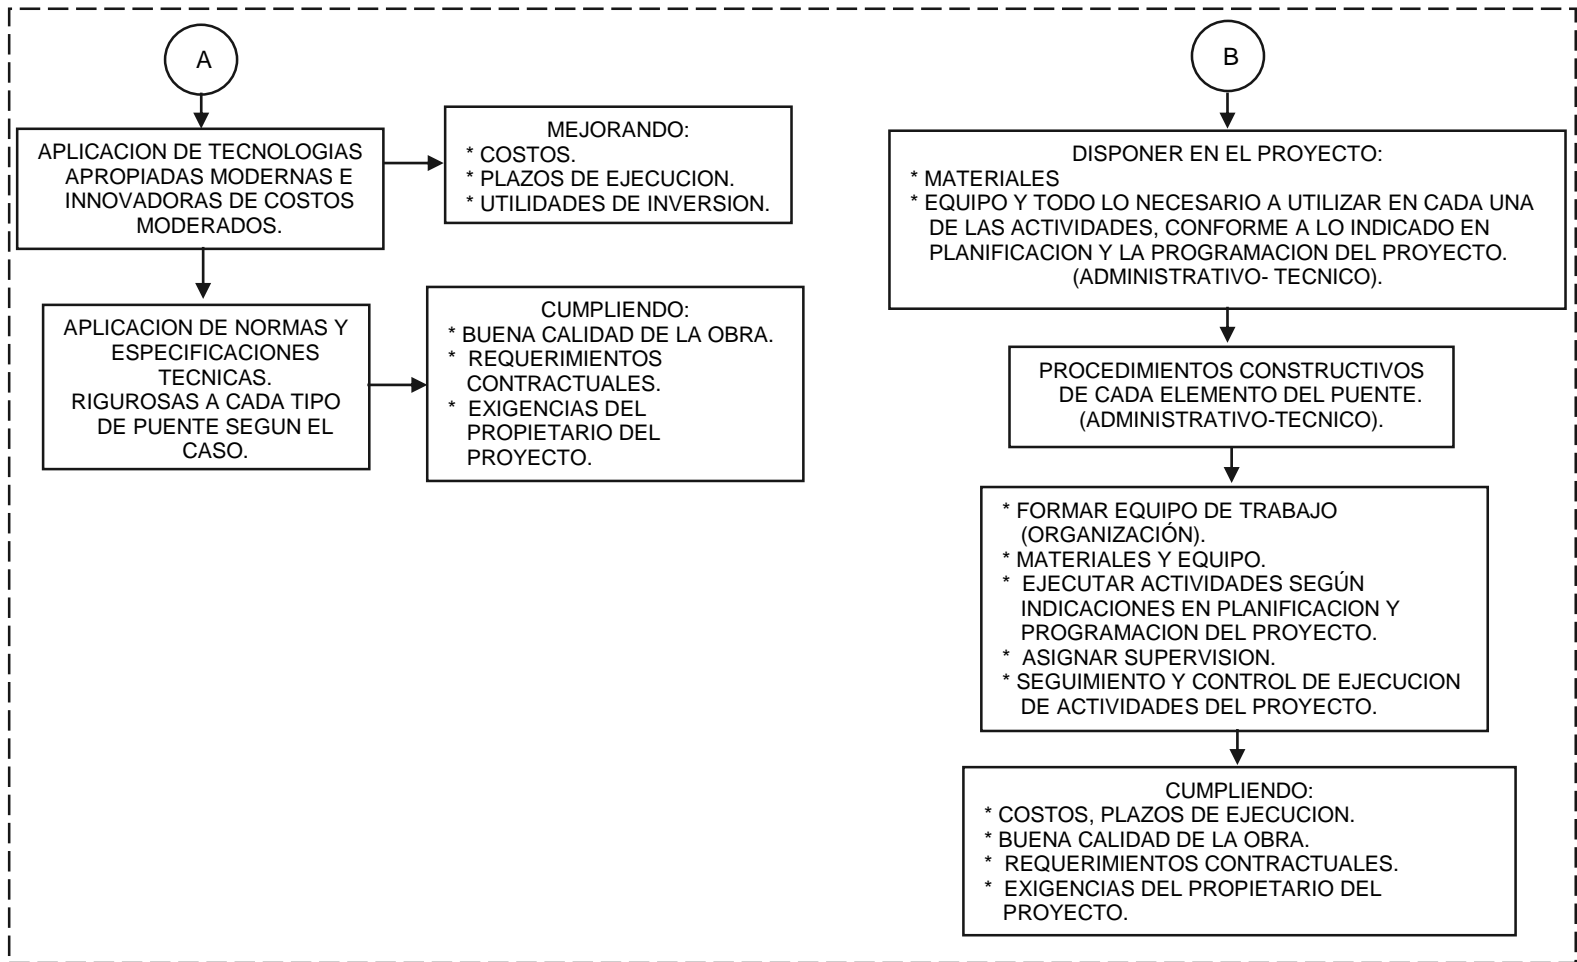 A
APLICACION DE TECNOLOGIAS
APROPIADAS MODERNAS E
INNOVADORAS DE COSTOS
MODERADOS.
MEJORANDO:
* COSTOS.
* PLAZOS DE EJECUCION.
* UTILIDADES DE INVERSION.
APLICACION DE NORMAS Y
ESPECIFICACIONES
TECNICAS.
RIGUROSAS A CADA TIPO
DE PUENTE SEGUN EL
CASO.
CUMPLIENDO:
* BUENA CALIDAD DE LA OBRA.
* REQUERIMIENTOS
CONTRACTUALES.
* EXIGENCIAS DEL
PROPIETARIO DEL
PROYECTO.
B
DISPONER EN EL PROYECTO:
* MATERIALES
* EQUIPO Y TODO LO NECESARIO A UTILIZAR EN CADA UNA
DE LAS ACTIVIDADES, CONFORME A LO INDICADO EN
PLANIFICACION Y LA PROGRAMACION DEL PROYECTO.
(ADMINISTRATIVO- TECNICO).
PROCEDIMIENTOS CONSTRUCTIVOS
DE CADA ELEMENTO DEL PUENTE.
(ADMINISTRATIVO-TECNICO).
* FORMAR EQUIPO DE TRABAJO
(ORGANIZACIÓN).
* MATERIALES Y EQUIPO.
* EJECUTAR ACTIVIDADES SEGÚN
INDICACIONES EN PLANIFICACION Y
PROGRAMACION DEL PROYECTO.
* ASIGNAR SUPERVISION.
* SEGUIMIENTO Y CONTROL DE EJECUCION
DE ACTIVIDADES DEL PROYECTO.
CUMPLIENDO:
* COSTOS, PLAZOS DE EJECUCION.
* BUENA CALIDAD DE LA OBRA.
* REQUERIMIENTOS CONTRACTUALES.
* EXIGENCIAS DEL PROPIETARIO DEL
PROYECTO.